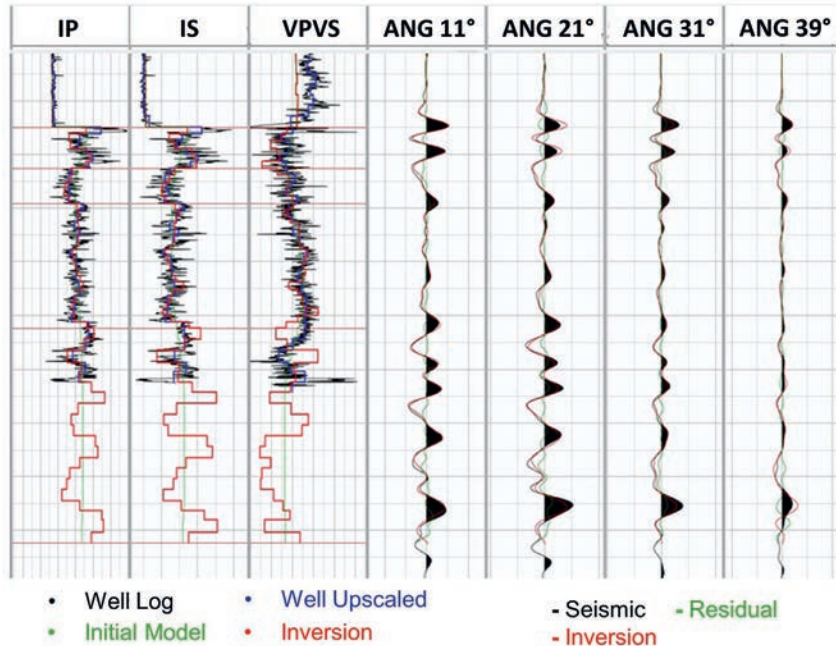 IP IS VPVS ANG 11° ANG 21° ANG 31° ANG 39°
• Well Log • Well Upscaled - Seismic - Residual
• Initial Model • Inversion - Inversion